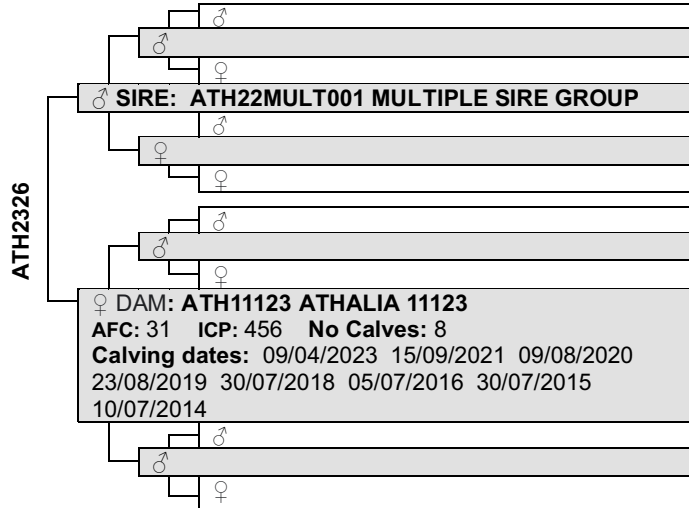 ♂
♂
♀
♂ SIRE: ATH22MULT001 MULTIPLE SIRE GROUP
♂
♀
♀
ATH2326
♂
♂
♀
♀ DAM: ATH11123 ATHALIA 11123
AFC: 31 ICP: 456 No Calves: 8
Calving dates: 09/04/2023 15/09/2021 09/08/2020
23/08/2019 30/07/2018 05/07/2016 30/07/2015
10/07/2014
♂
♂
♀